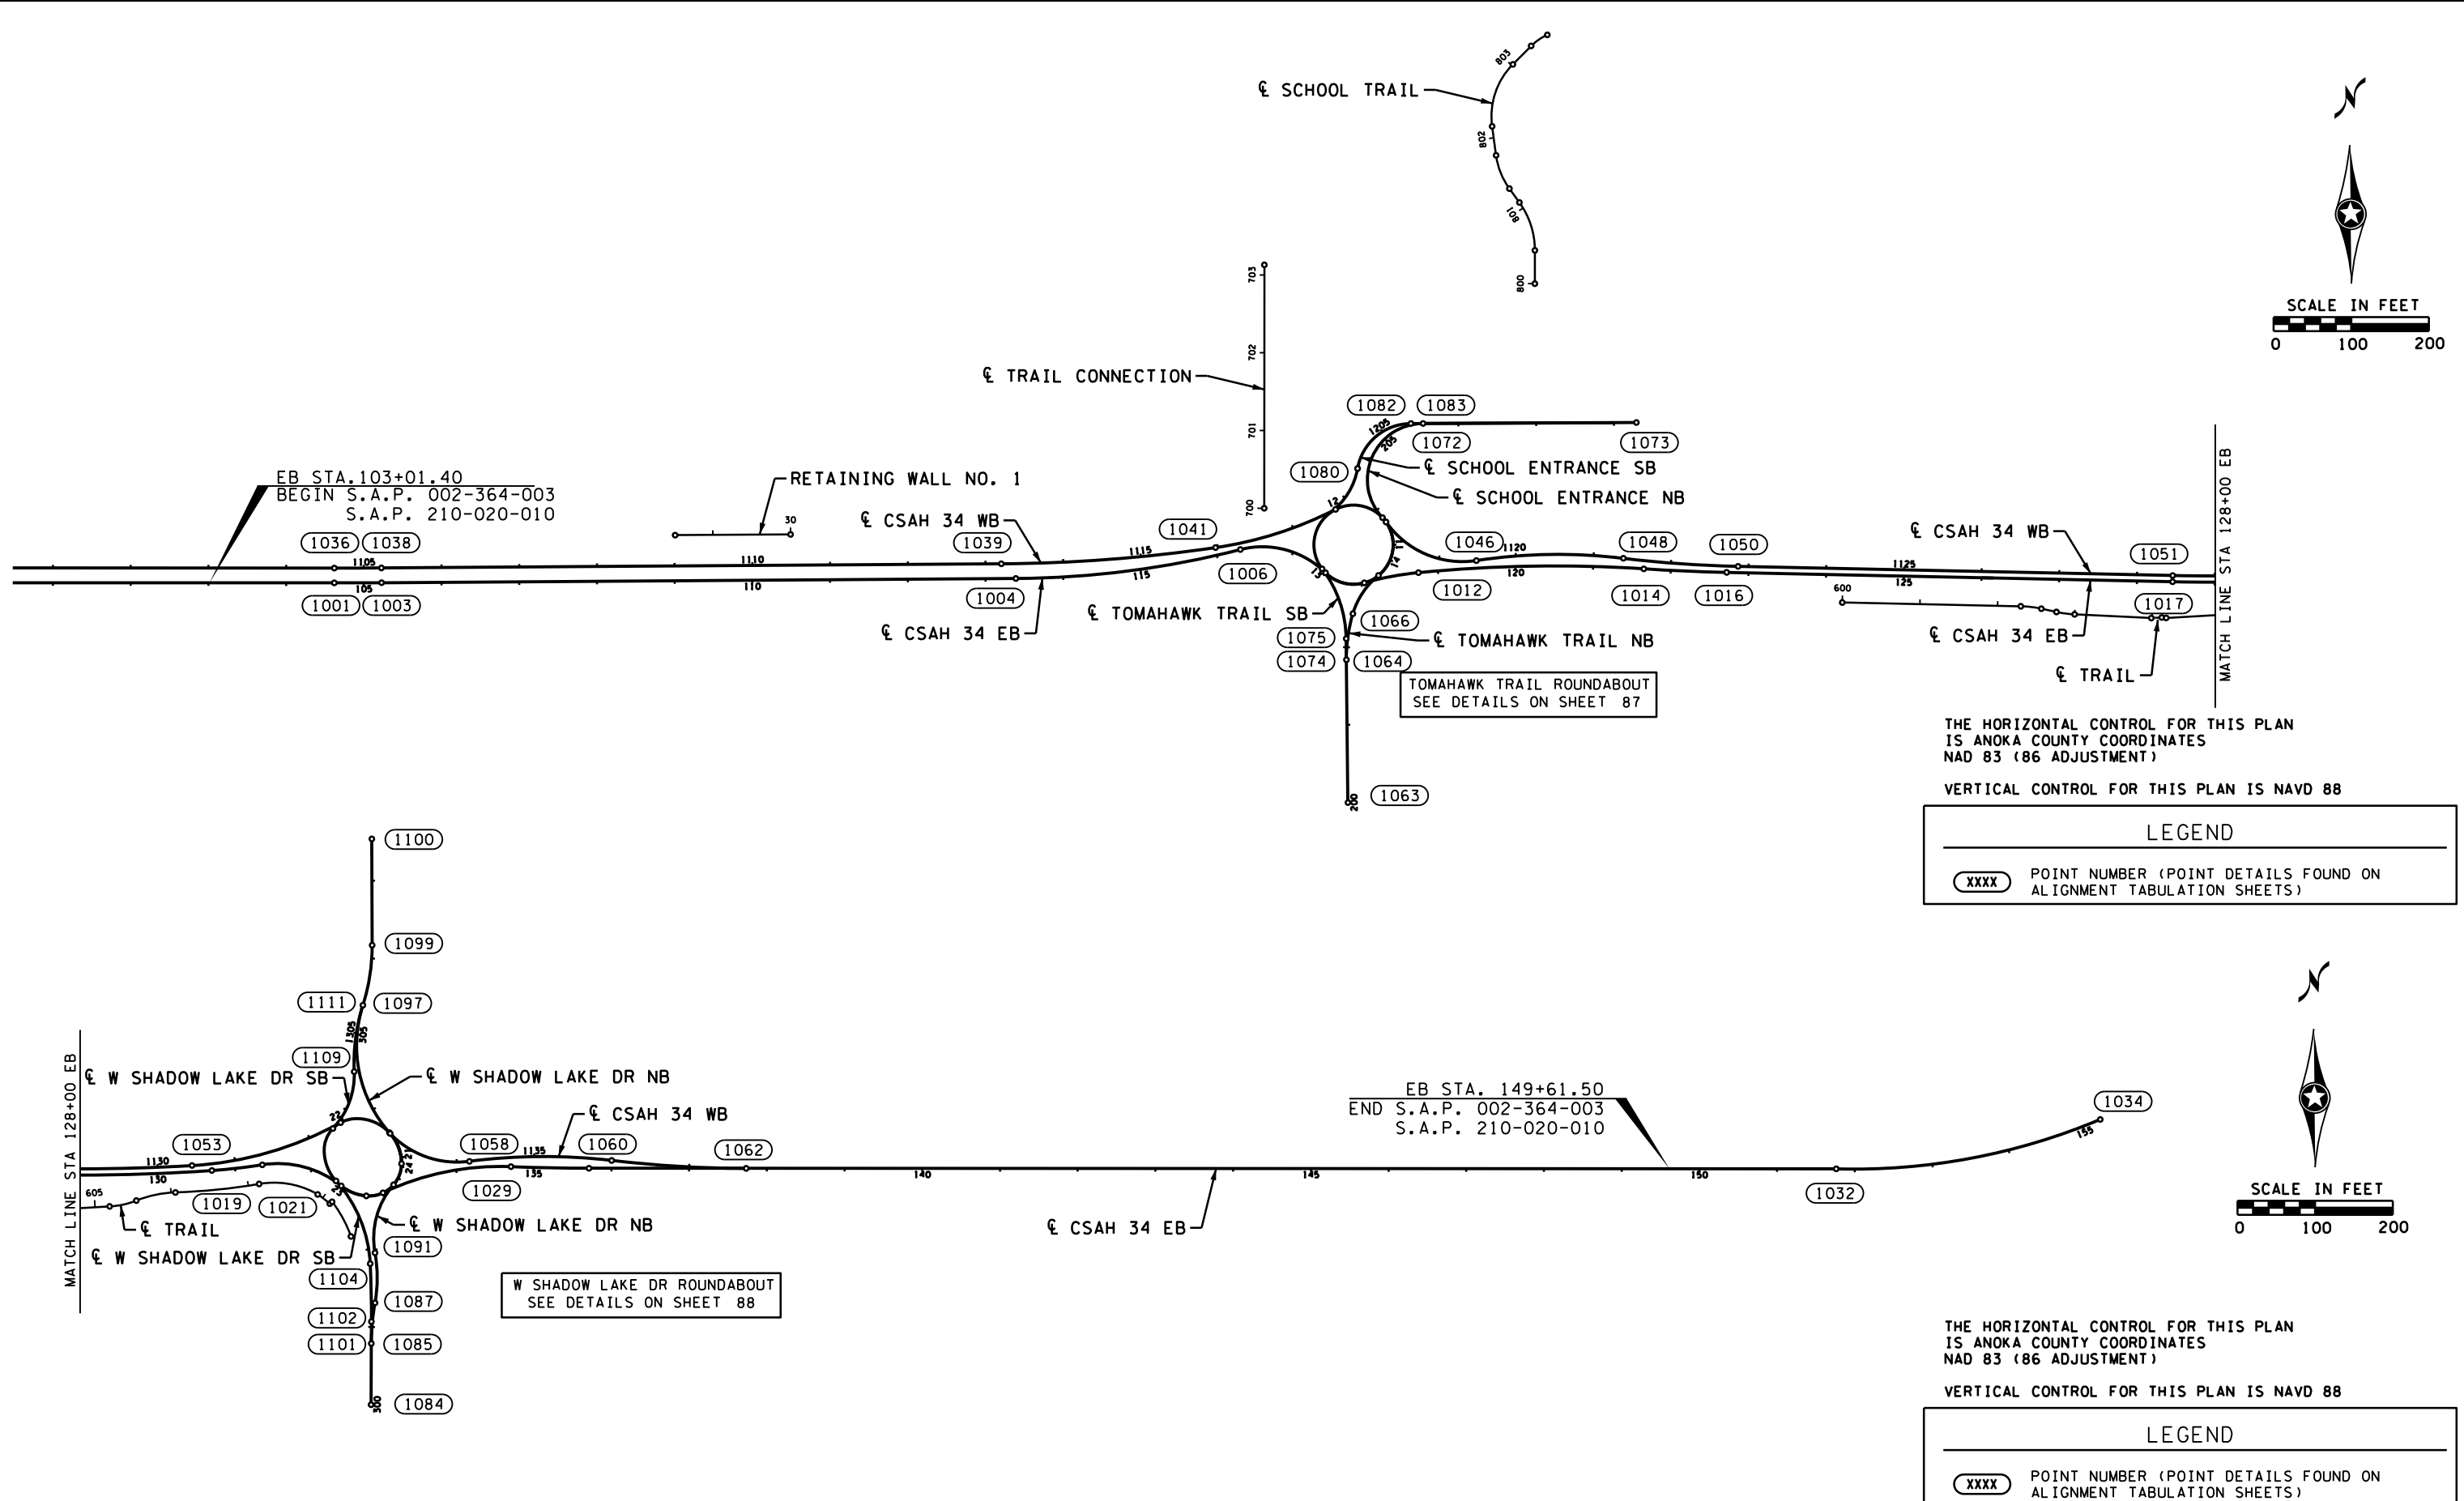 803
℄ SCHOOL TRAIL
802
801
800
SCALE IN FEET
0 100 200
703
702
701
700
℄ TRAIL CONNECTION
1082 1083
1205
205
1072
1073
1080
℄ SCHOOL ENTRANCE SB
℄ SCHOOL ENTRANCE NB
EB STA.103+01.40
BEGIN S.A.P. 002-364-003
S.A.P. 210-020-010
RETAINING WALL NO. 1
30
℄ CSAH 34 WB
1036 1038
1039
1041
12
11
14
13
1046
1120
1048
1050
℄ CSAH 34 WB
1051
MATCH LINE STA 128+00 EB
1105
1110
1115
1125
105
110
115
120
125
1001 1003
1004
1006
1012
1014
1016
600
1017
℄ CSAH 34 EB
℄ TOMAHAWK TRAIL SB
1066
1075
℄ TOMAHAWK TRAIL NB
1074
1064
℄ CSAH 34 EB
℄ TRAIL
TOMAHAWK TRAIL ROUNDABOUT
SEE DETAILS ON SHEET 87
200
1063
THE HORIZONTAL CONTROL FOR THIS PLAN
IS ANOKA COUNTY COORDINATES
NAD 83 (86 ADJUSTMENT)
VERTICAL CONTROL FOR THIS PLAN IS NAVD 88
LEGEND
XXXX
POINT NUMBER (POINT DETAILS FOUND ON
ALIGNMENT TABULATION SHEETS)
1100
1099
1111
1097
1305
305
1109
℄ W SHADOW LAKE DR SB
℄ W SHADOW LAKE DR NB
22
℄ CSAH 34 WB
MATCH LINE STA 128+00 EB
1053
1130
130
21
24
1058
1135
1060
135
1062
1029
140
145
150
155
EB STA. 149+61.50
END S.A.P. 002-364-003
S.A.P. 210-020-010
1034
1032
605
1019
1021
℄ TRAIL
℄ W SHADOW LAKE DR SB
℄ W SHADOW LAKE DR NB
1091
℄ CSAH 34 EB
1104
1087
1102
1101
1085
300
1084
W SHADOW LAKE DR ROUNDABOUT
SEE DETAILS ON SHEET 88
SCALE IN FEET
0 100 200
THE HORIZONTAL CONTROL FOR THIS PLAN
IS ANOKA COUNTY COORDINATES
NAD 83 (86 ADJUSTMENT)
VERTICAL CONTROL FOR THIS PLAN IS NAVD 88
LEGEND
XXXX
POINT NUMBER (POINT DETAILS FOUND ON
ALIGNMENT TABULATION SHEETS)